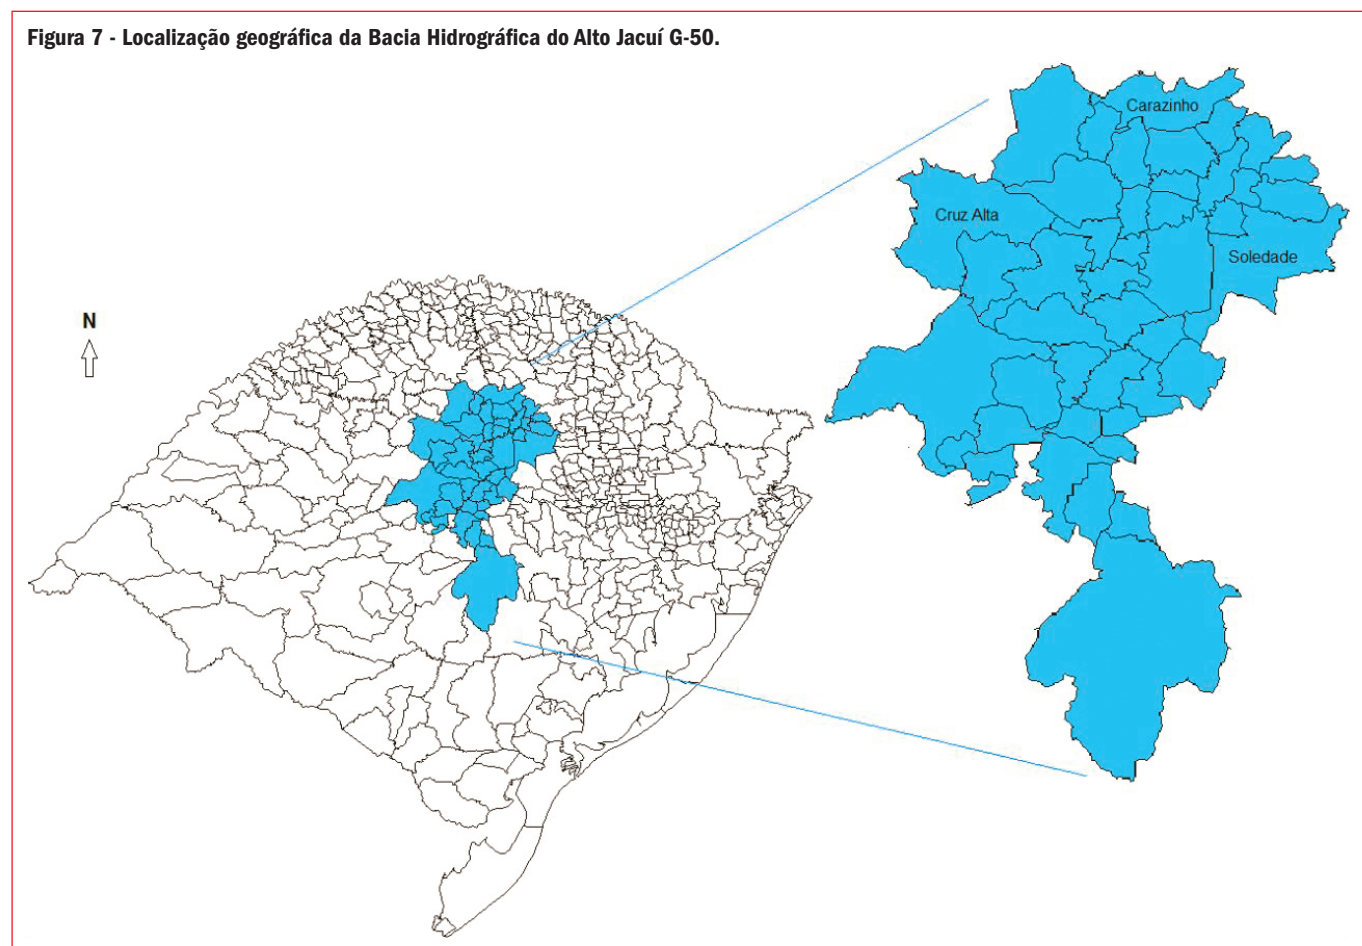 Figura 7 - Localização geográfica da Bacia Hidrográfica do Alto Jacuí G-50.
Carazinho
Cruz Alta
Soledade
N